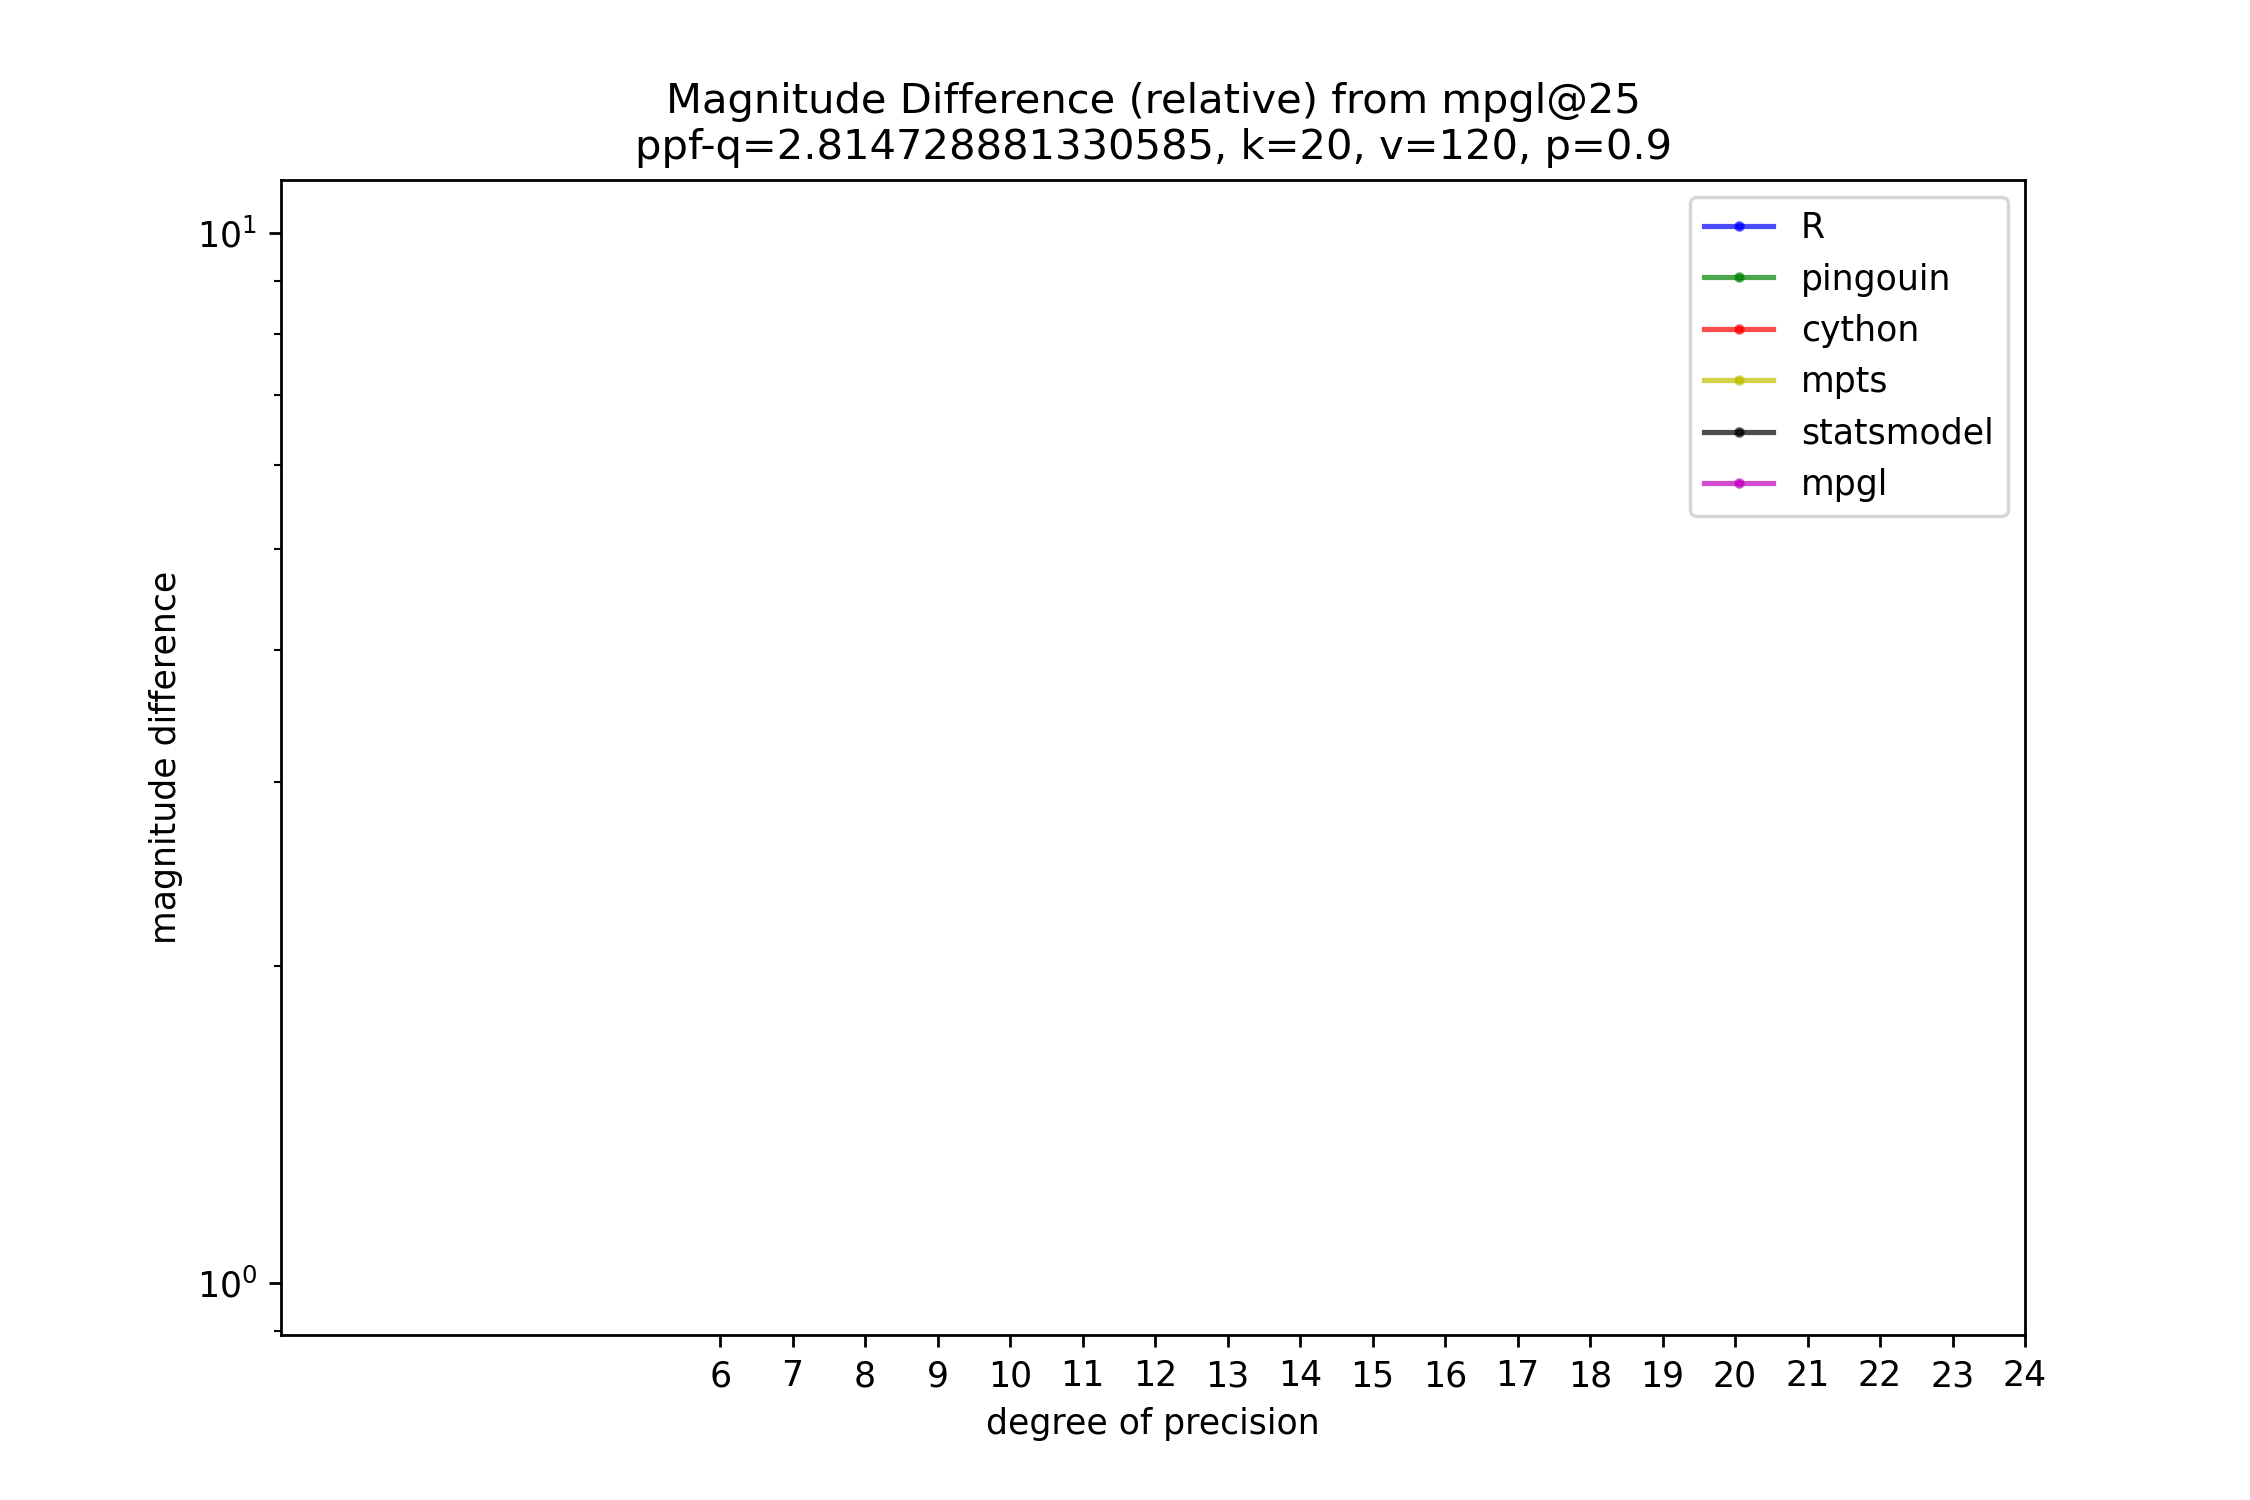 Magnitude Difference (relative) from mpgl@25
ppf-q=2.814728881330585, k=20, v=120, p=0.9
10¹
10⁰
magnitude difference
R
pingouin
cython
mpts
statsmodel
mpgl
6 7 8 9 10 11 12 13 14 15 16 17 18 19 20 21 22 23 24
degree of precision